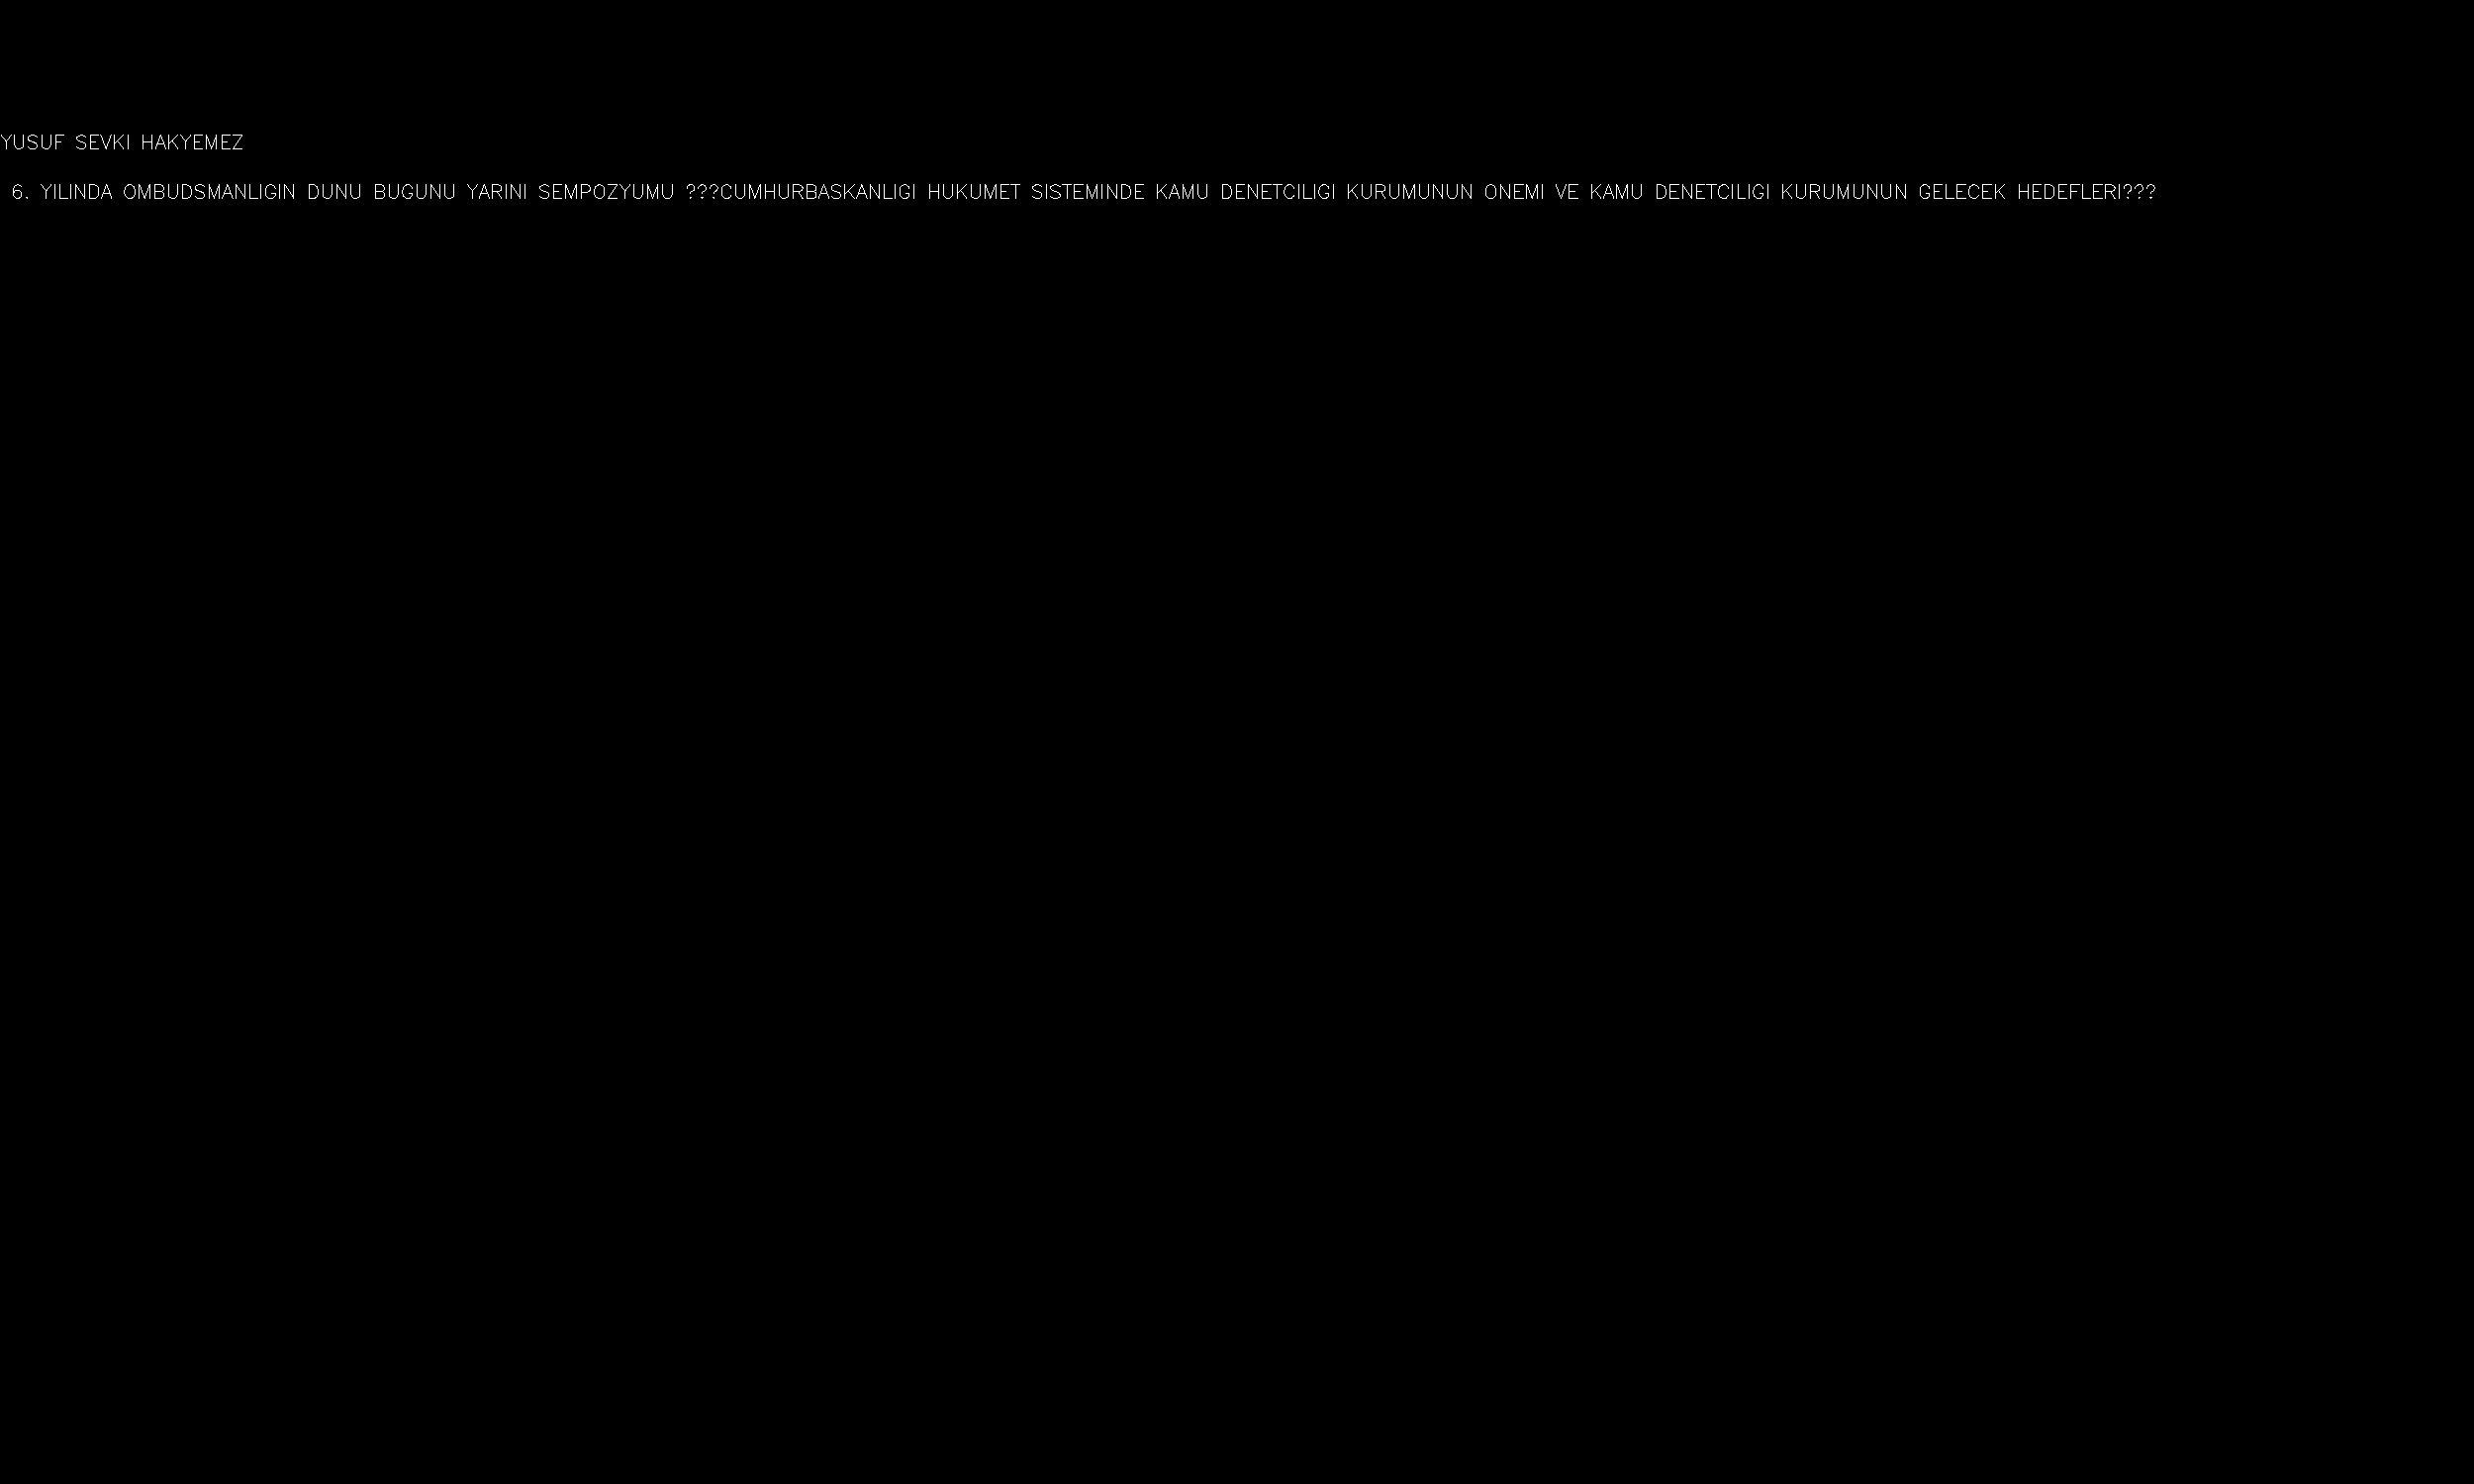 YUSUF SEVKI HAKYEMEZ
6. YILINDA OMBUDSMANLIGIN DUNU BUGUNU YARINI SEMPOZYUMU ???CUMHURBASKANLIGI HUKUMET SISTEMINDE KAMU DENETCILIGI KURUMUNUN ONEMI VE KAMU DENETCILIGI KURUMUNUN GELECEK HEDEFLERI???